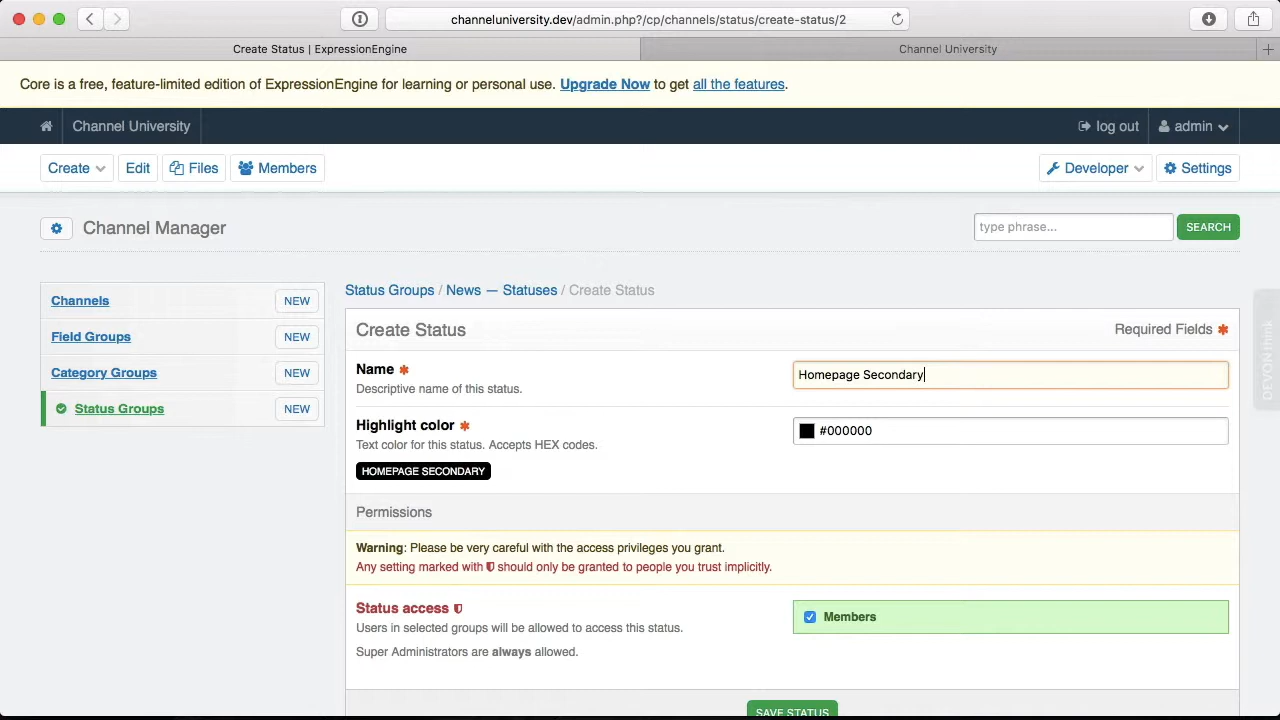 channeluniversity.dev/admin.php?/cp/channels/status/create-status/2
Create Status | ExpressionEngine
Channel University
Core is a free, feature-limited edition of ExpressionEngine for learning or personal use. Upgrade Now to get all the features.
Channel University
log out
admin
Create
Edit
Files
Members
Developer
Settings
Channel Manager
type phrase...
SEARCH
Channels
NEW
Field Groups
NEW
Category Groups
NEW
Status Groups
NEW
Status Groups / News — Statuses / Create Status
Create Status
Required Fields *
Name *
Descriptive name of this status.
Homepage Secondary
Highlight color *
Text color for this status. Accepts HEX codes.
HOMEPAGE SECONDARY
#000000
Permissions
Warning: Please be very careful with the access privileges you grant.
Any setting marked with should only be granted to people you trust implicitly.
Status access
Users in selected groups will be allowed to access this status.
Super Administrators are always allowed.
Members
SAVE STATUS
DEVONthink